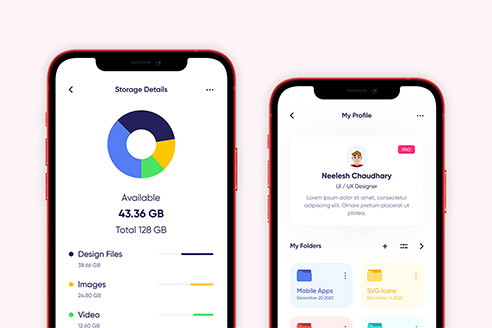 Storage Details
Available
43.36 GB
Total 128 GB
Design Files
38.66 GB
Images
24.80 GB
Video
12.60 GB
My Profile
PRO
Neelesh Chaudhary
UI / UX Designer
Lorem ipsum dolor sit amet, consectetur
adipiscing elit. Ornare pretium placerat ut
platea.
My Folders
Mobile Apps
December 20.2020
SVG Icons
December 14.2020